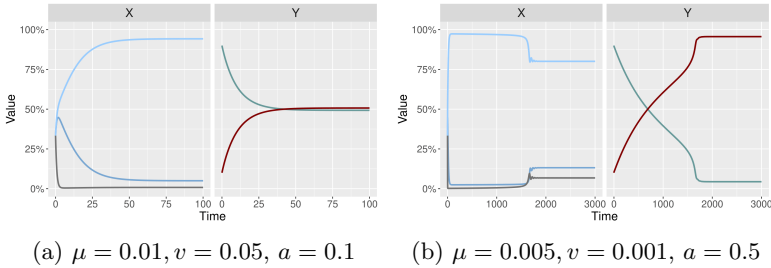 X Y X Y
100% 100%
75% 75%
Value 50% Value 50%
25% 25%
0% 0%
0 25 50 75 100 0 25 50 75 100 0 1000 2000 3000 0 1000 2000 3000
Time Time
(a) μ = 0.01, v = 0.05, a = 0.1 (b) μ = 0.005, v = 0.001, a = 0.5